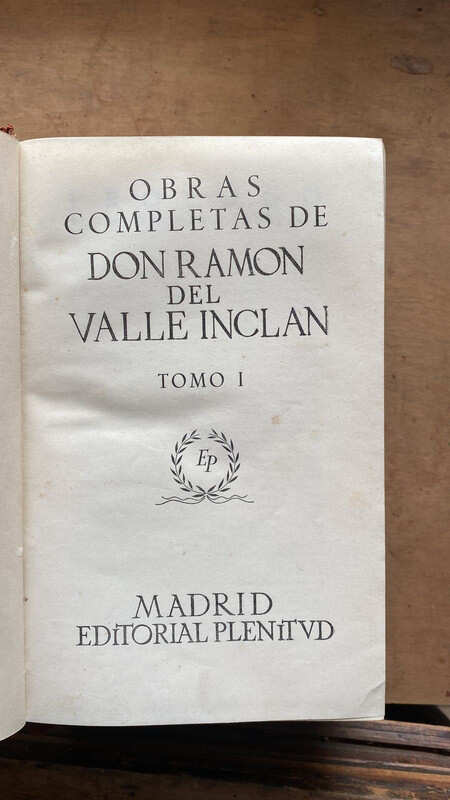 OBRAS
COMPLETAS DE
DON RAMON
DEL
VALLE INCLAN
TOMO I
EP
MADRID
EDITORIAL PLENITVD